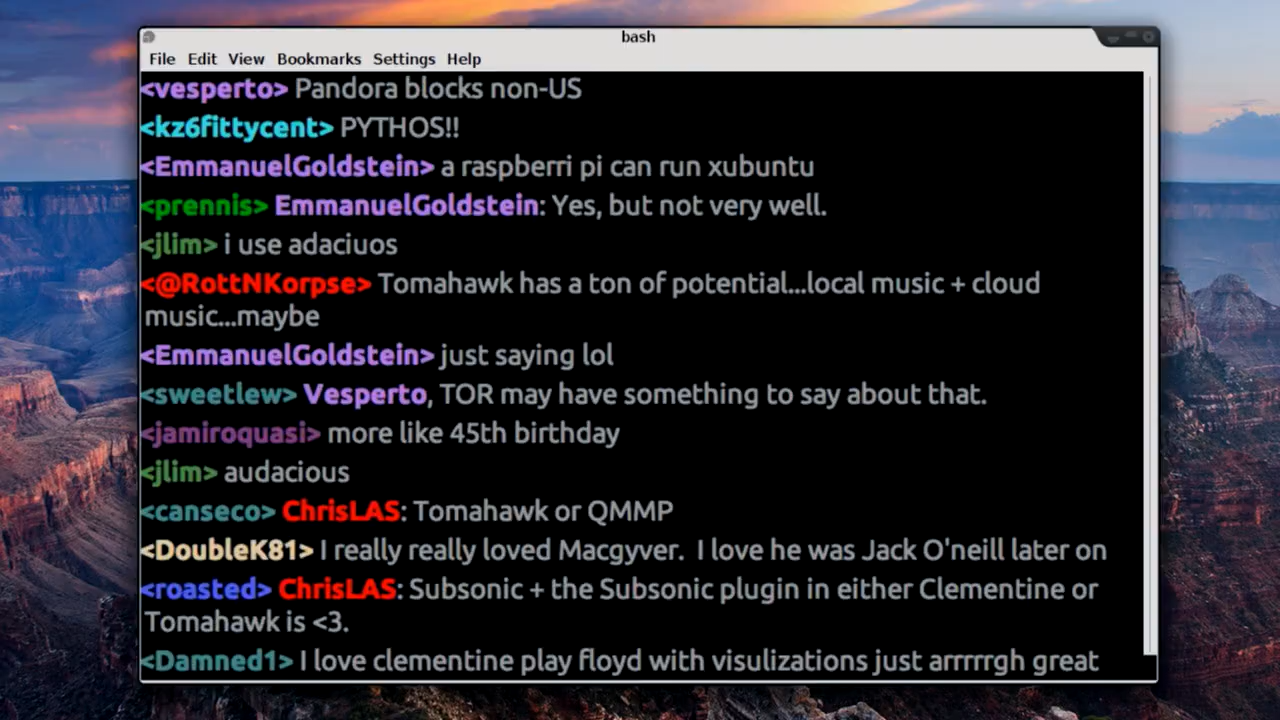 bash
File Edit View Bookmarks Settings Help
<vesperto> Pandora blocks non-US
<kz6fittycent> PYTHOS!!
<EmmanuelGoldstein> a raspberri pi can run xubuntu
<prennis> EmmanuelGoldstein: Yes, but not very well.
<jlim> i use adaciuos
<@RottNKorpse> Tomahawk has a ton of potential...local music + cloud
music...maybe
<EmmanuelGoldstein> just saying lol
<sweetlew> Vesperto, TOR may have something to say about that.
<jamiroquasi> more like 45th birthday
<jlim> audacious
<canseco> ChrisLAS: Tomahawk or QMMP
<DoubleK81> I really really loved Macgyver.  I love he was Jack O'neill later on
<roasted> ChrisLAS: Subsonic + the Subsonic plugin in either Clementine or
Tomahawk is <3.
<Damned1> I love clementine play floyd with visulizations just arrrrrgh great